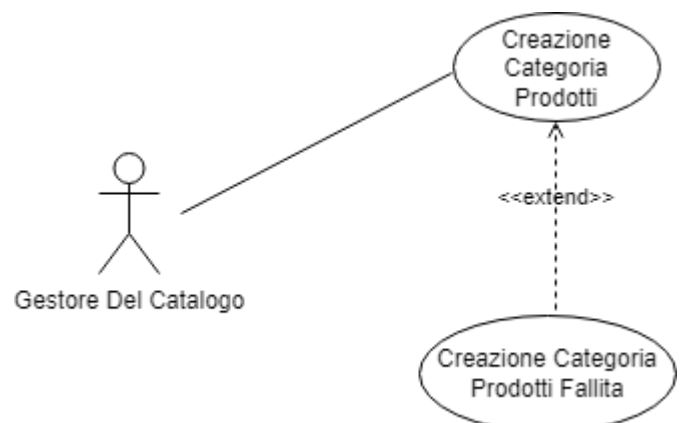 Creazione
Categoria
Prodotti
<<extend>>
Gestore Del Catalogo
Creazione Categoria
Prodotti Fallita